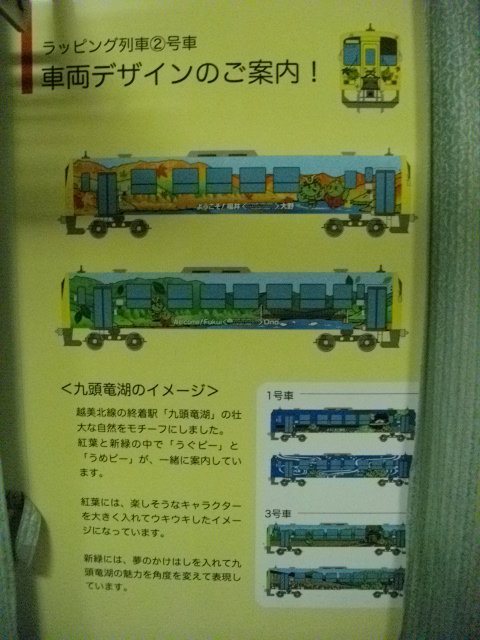 ラッピング列車②号車
車両デザインのご案内！
ようこそ！福井
大野
Fukui
Ono
＜九頭竜湖のイメージ＞
越美北線の終着駅「九頭竜湖」の壮
大な自然をモチーフにしました。
紅葉と新緑の中で「うぐピー」と
「うめピー」が、一緒に案内してい
ます。
紅葉には、楽しそうなキャラクター
を大きく入れてウキウキしたイメー
ジになっています。
新緑には、夢のかけはしを入れて九
頭竜湖の魅力を角度を変えて表現し
ています。
1号車
3号車